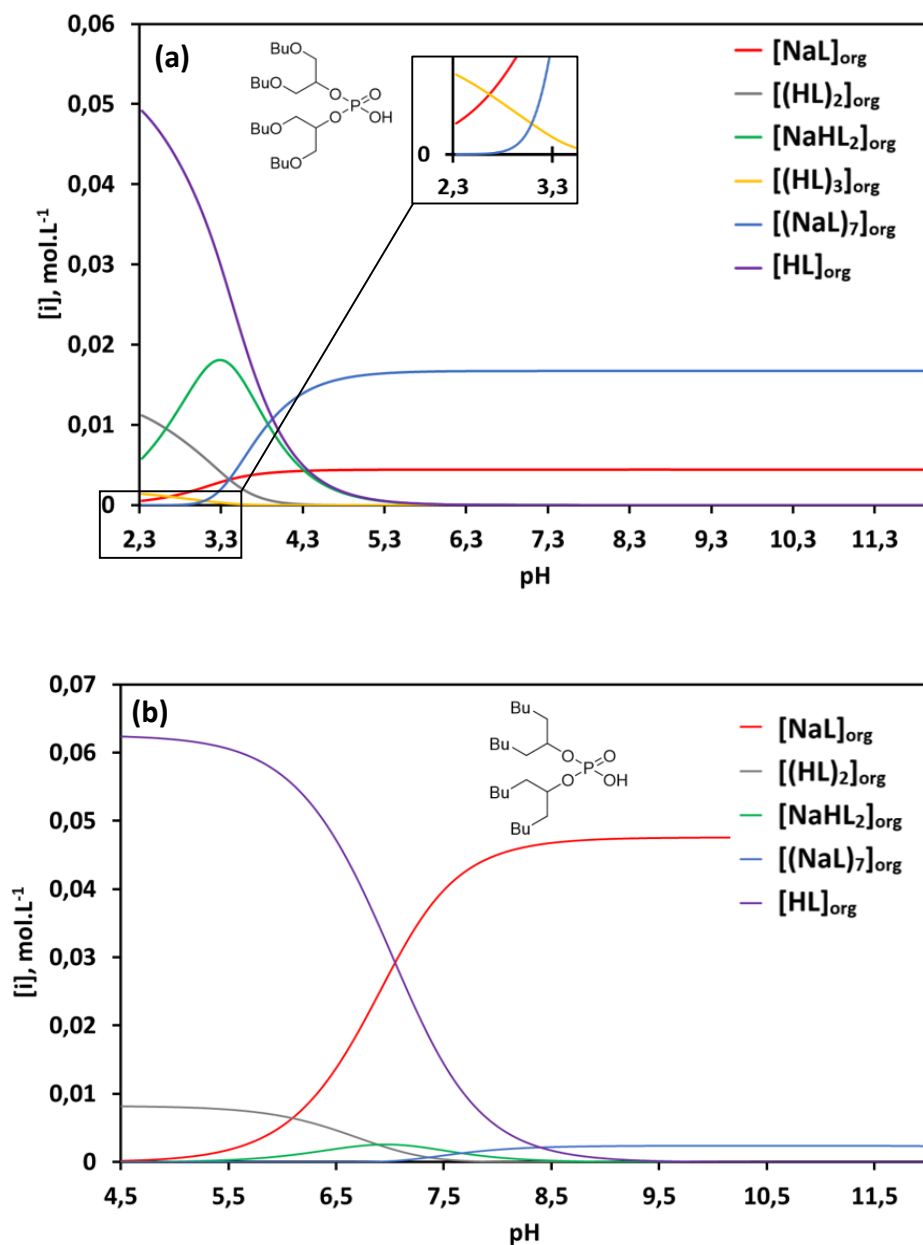 0,06
(a)
BuO
BuO
O
O
P
OH
BuO
O
BuO
0
2,3 3,3
[NaL]org
[(HL)2]org
[NaHL2]org
[(HL)3]org
[(NaL)7]org
[HL]org
0,05
0,04
0,03
0,02
0,01
0
[i], mol.L-1
2,3 3,3 4,3 5,3 6,3 7,3 8,3 9,3 10,3 11,3
pH
0,07
(b)
Bu
Bu
O
O
P
OH
Bu
O
Bu
[NaL]org
[(HL)2]org
[NaHL2]org
[(NaL)7]org
[HL]org
0,06
0,05
0,04
0,03
0,02
0,01
0
[i], mol.L-1
4,5 5,5 6,5 7,5 8,5 9,5 10,5 11,5
pH